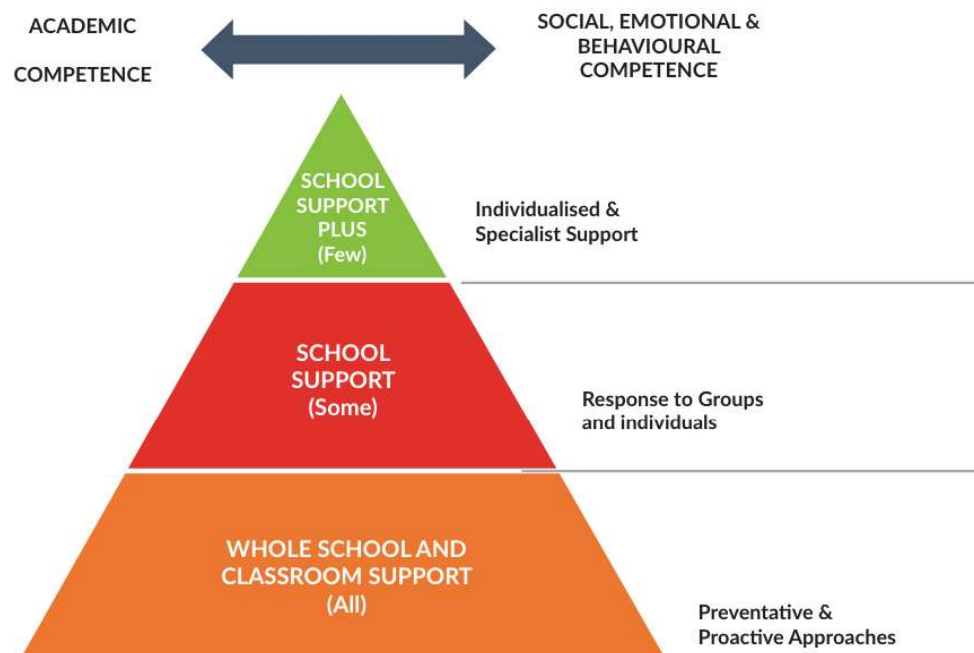 ACADEMIC
COMPETENCE
SOCIAL, EMOTIONAL &
BEHAVIOURAL
COMPETENCE
SCHOOL
SUPPORT
PLUS
(Few)
Individualised &
Specialist Support
SCHOOL
SUPPORT
(Some)
Response to Groups
and individuals
WHOLE SCHOOL AND
CLASSROOM SUPPORT
(All)
Preventative &
Proactive Approaches